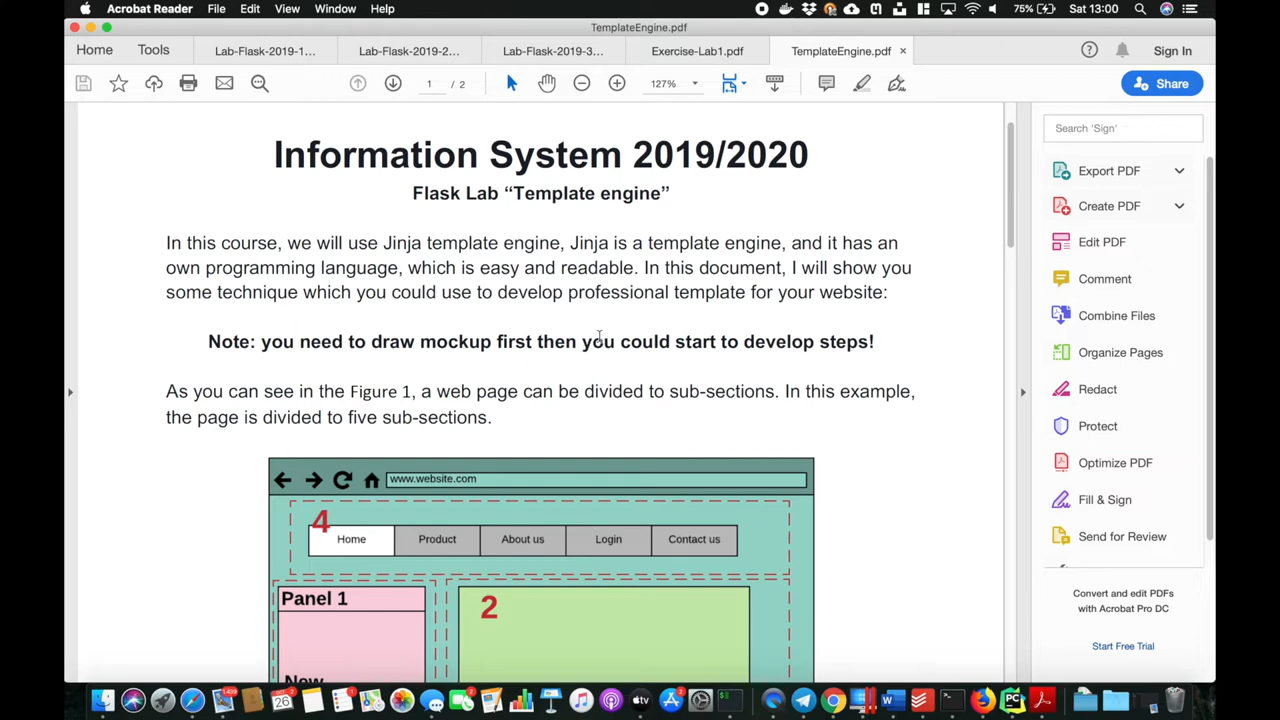 Acrobat Reader File Edit View Window Help 75% Sat 13:00
TemplateEngine.pdf
Home Tools Lab-Flask-2019-1... Lab-Flask-2019-2... Lab-Flask-2019-3... Exercise-Lab1.pdf TemplateEngine.pdf × Sign In
1 / 2 127% Share
Information System 2019/2020
Flask Lab “Template engine”
In this course, we will use Jinja template engine, Jinja is a template engine, and it has an
own programming language, which is easy and readable. In this document, I will show you
some technique which you could use to develop professional template for your website:
Note: you need to draw mockup first then you could start to develop steps!
As you can see in the Figure 1, a web page can be divided to sub-sections. In this example,
the page is divided to five sub-sections.
www.website.com
4
Home Product About us Login Contact us
Panel 1
2
New
Search 'Sign'
Export PDF
Create PDF
Edit PDF
Comment
Combine Files
Organize Pages
Redact
Protect
Optimize PDF
Fill & Sign
Send for Review
Convert and edit PDFs
with Acrobat Pro DC
Start Free Trial